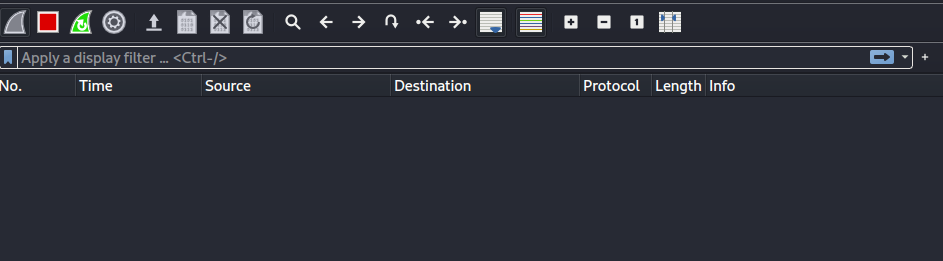 Apply a display filter ... <Ctrl-/>
No. Time Source Destination Protocol Length Info